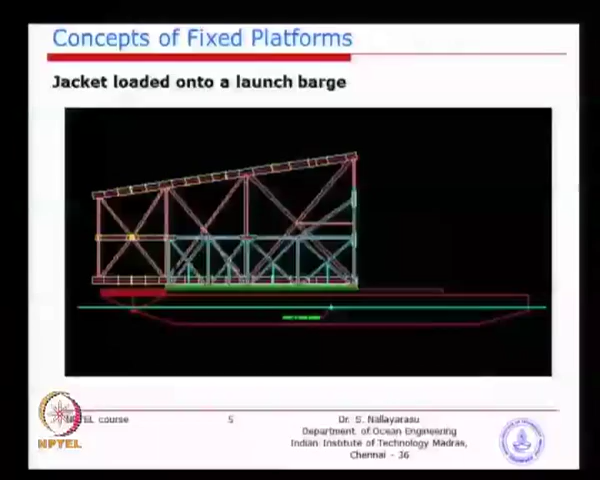 Concepts of Fixed Platforms
Jacket loaded onto a launch barge
TEL course
5
Dr. S. Nallayarasu
Department of Ocean Engineering
Indian Institute of Technology Madras,
Chennai - 36
NPTEL